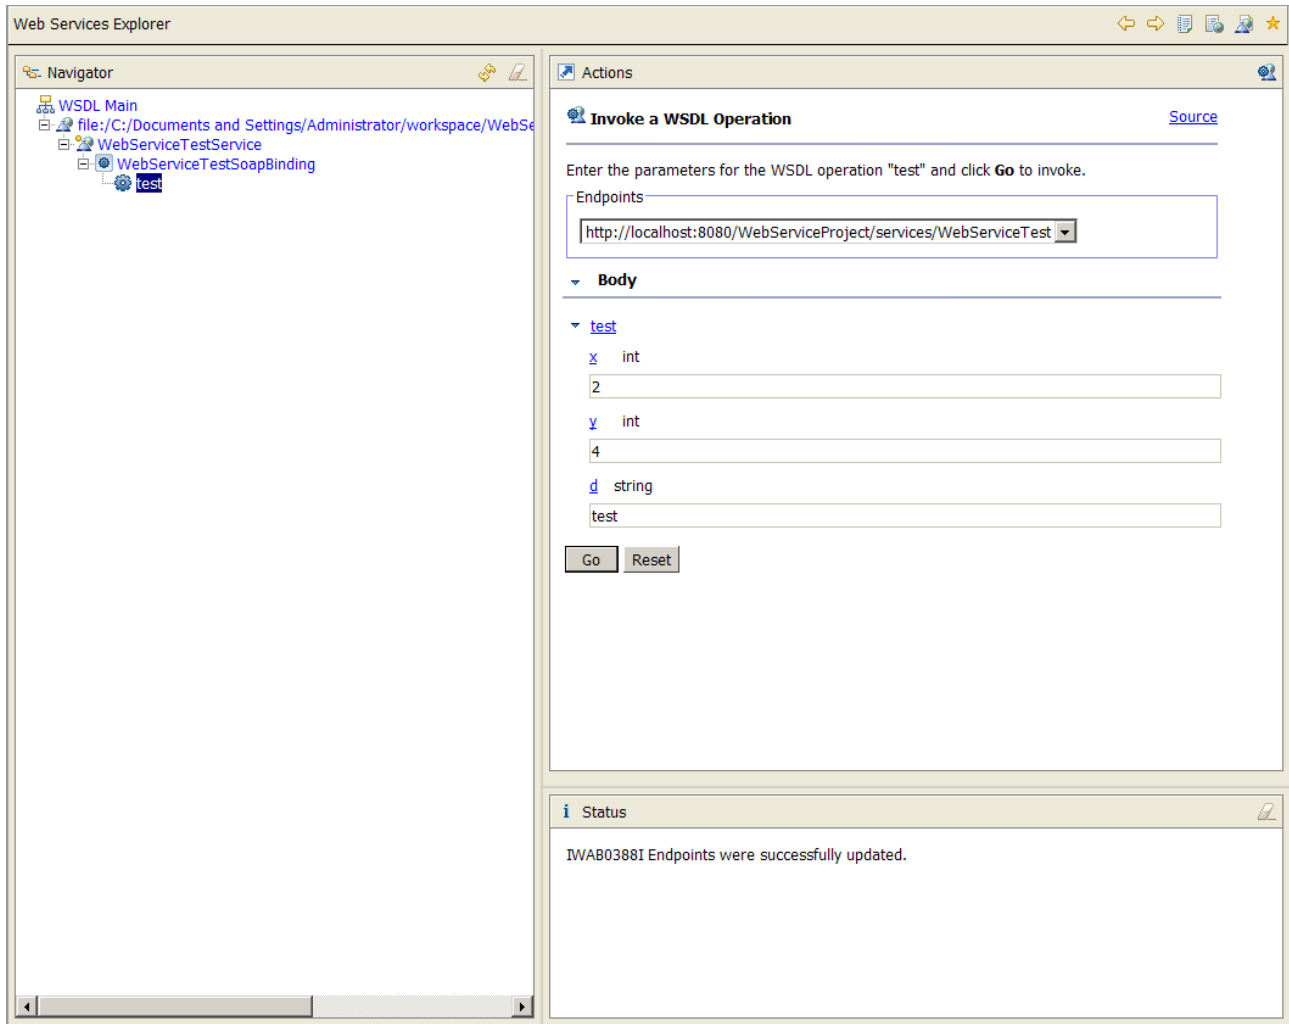 Web Services Explorer
Navigator
WSDL Main
file:/C:/Documents and Settings/Administrator/workspace/WebSe
WebServiceTestService
WebServiceTestSoapBinding
test
Actions
Invoke a WSDL Operation
Source
Enter the parameters for the WSDL operation "test" and click Go to invoke.
Endpoints
http://localhost:8080/WebServiceProject/services/WebServiceTest
Body
test
x int
2
y int
4
d string
test
Go Reset
i Status
IWAB0388I Endpoints were successfully updated.